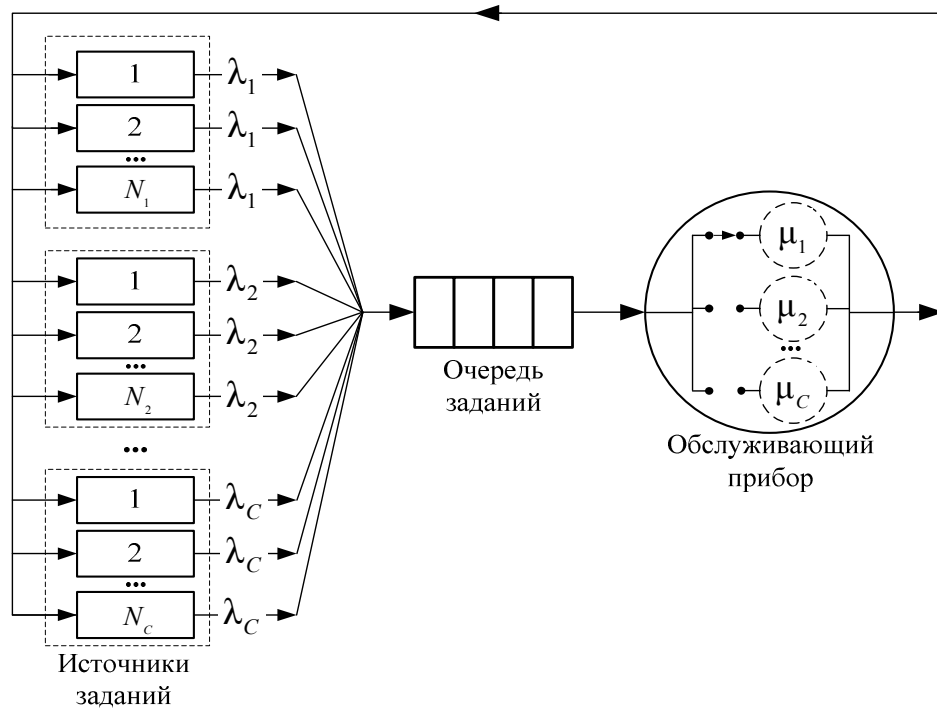 1 λ1
2 λ1
...
N1 λ1
1 λ2
2 λ2
...
N2 λ2
...
1 λC
2 λC
...
NC λC
Источники
заданий
Очередь
заданий
μ1
μ2
...
μC
Обслуживающий
прибор